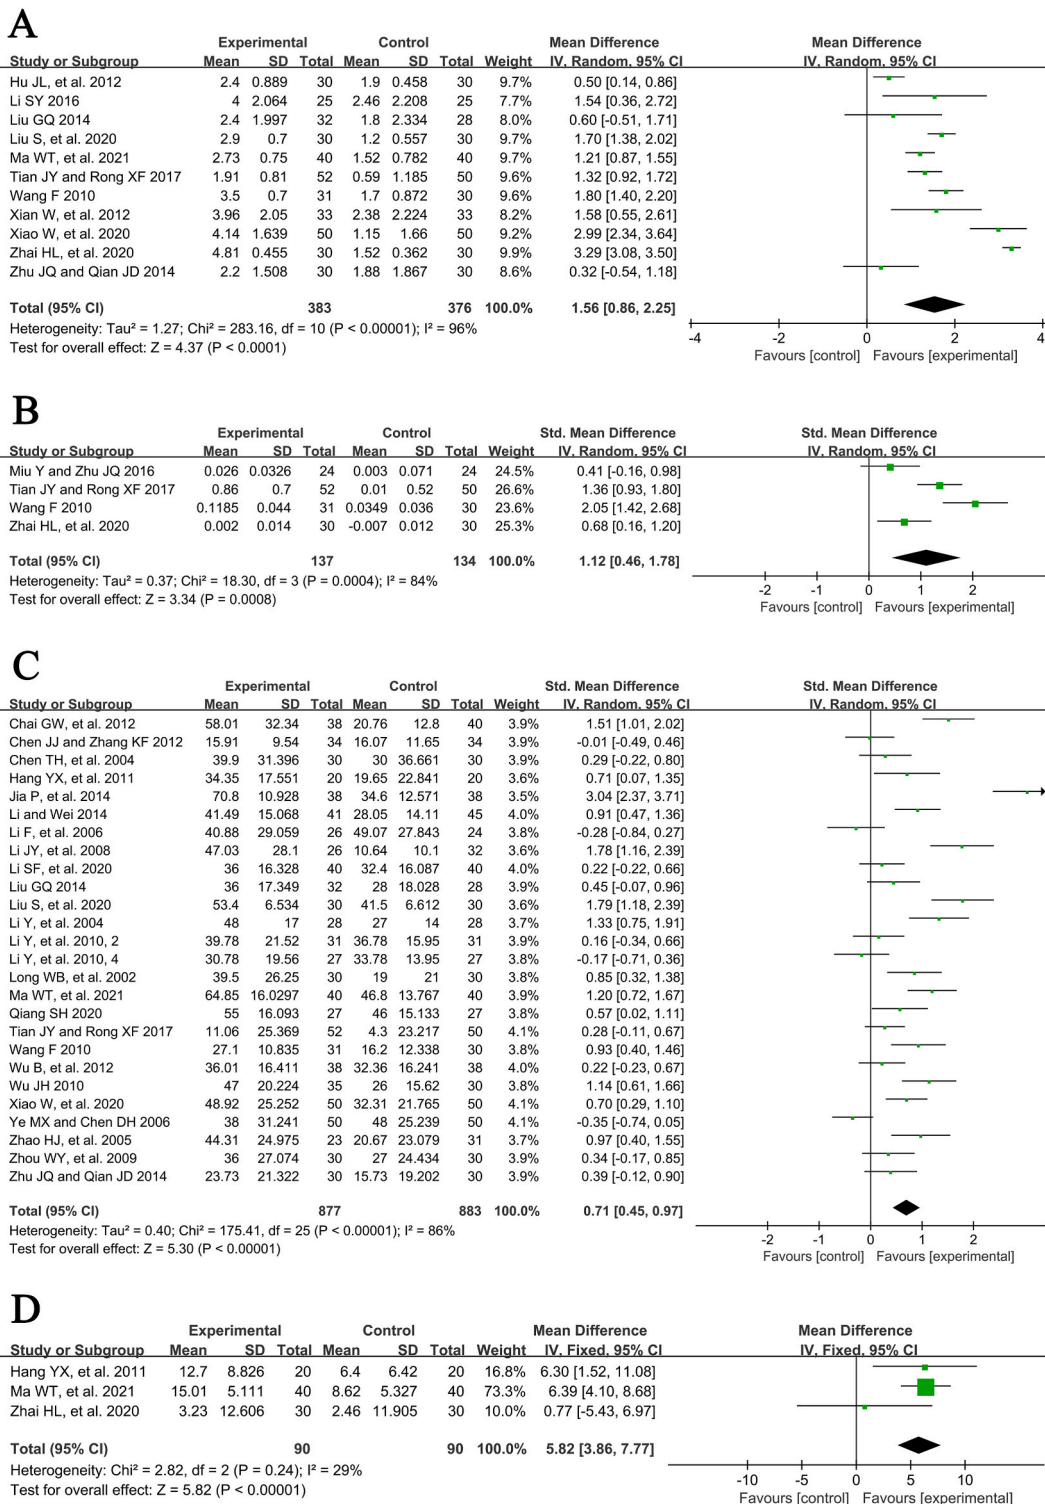 A
Experimental Control Mean Difference Mean Difference
Study or Subgroup Mean SD Total Mean SD Total Weight IV. Random. 95% CI IV. Random. 95% CI
Hu JL, et al. 2012 2.4 0.889 30 1.9 0.458 30 9.7% 0.50 [0.14, 0.86]
Li SY 2016 4 2.064 25 2.46 2.208 25 7.7% 1.54 [0.36, 2.72]
Liu GQ 2014 2.4 1.997 32 1.8 2.334 28 8.0% 0.60 [-0.51, 1.71]
Liu S, et al. 2020 2.9 0.7 30 1.2 0.557 30 9.7% 1.70 [1.38, 2.02]
Ma WT, et al. 2021 2.73 0.75 40 1.52 0.782 40 9.7% 1.21 [0.87, 1.55]
Tian JY and Rong XF 2017 1.91 0.81 52 0.59 1.185 50 9.6% 1.32 [0.92, 1.72]
Wang F 2010 3.5 0.7 31 1.7 0.872 30 9.6% 1.80 [1.40, 2.20]
Xian W, et al. 2012 3.96 2.05 33 2.38 2.224 33 8.2% 1.58 [0.55, 2.61]
Xiao W, et al. 2020 4.14 1.639 50 1.15 1.66 50 9.2% 2.99 [2.34, 3.64]
Zhai HL, et al. 2020 4.81 0.455 30 1.52 0.362 30 9.9% 3.29 [3.08, 3.50]
Zhu JQ and Qian JD 2014 2.2 1.508 30 1.88 1.867 30 8.6% 0.32 [-0.54, 1.18]
Total (95% CI) 383 376 100.0% 1.56 [0.86, 2.25]
Heterogeneity: Tau² = 1.27; Chi² = 283.16, df = 10 (P < 0.00001); I² = 96%
Test for overall effect: Z = 4.37 (P < 0.0001)
-4 -2 0 2 4
Favours [control] Favours [experimental]
B
Experimental Control Std. Mean Difference Std. Mean Difference
Study or Subgroup Mean SD Total Mean SD Total Weight IV. Random, 95% CI IV. Random, 95% CI
Miu Y and Zhu JQ 2016 0.026 0.0326 24 0.003 0.071 24 24.5% 0.41 [-0.16, 0.98]
Tian JY and Rong XF 2017 0.86 0.7 52 0.01 0.52 50 26.6% 1.36 [0.93, 1.80]
Wang F 2010 0.1185 0.044 31 0.0349 0.036 30 23.6% 2.05 [1.42, 2.68]
Zhai HL, et al. 2020 0.002 0.014 30 -0.007 0.012 30 25.3% 0.68 [0.16, 1.20]
Total (95% CI) 137 134 100.0% 1.12 [0.46, 1.78]
Heterogeneity: Tau² = 0.37; Chi² = 18.30, df = 3 (P = 0.0004); I² = 84%
Test for overall effect: Z = 3.34 (P = 0.0008)
-2 -1 0 1 2
Favours [control] Favours [experimental]
C
Experimental Control Std. Mean Difference Std. Mean Difference
Study or Subgroup Mean SD Total Mean SD Total Weight IV. Random, 95% CI IV. Random, 95% CI
Chai GW, et al. 2012 58.01 32.34 38 20.76 12.8 40 3.9% 1.51 [1.01, 2.02]
Chen JJ and Zhang KF 2012 15.91 9.54 34 16.07 11.65 34 3.9% -0.01 [-0.49, 0.46]
Chen TH, et al. 2004 39.9 31.396 30 30 36.661 30 3.9% 0.29 [-0.22, 0.80]
Hang YX, et al. 2011 34.35 17.551 20 19.65 22.841 20 3.6% 0.71 [0.07, 1.35]
Jia P, et al. 2014 70.8 10.928 38 34.6 12.571 38 3.5% 3.04 [2.37, 3.71]
Li and Wei 2014 41.49 15.068 41 28.05 14.11 45 4.0% 0.91 [0.47, 1.36]
Li F, et al. 2006 40.88 29.059 26 49.07 27.843 24 3.8% -0.28 [-0.84, 0.27]
Li JY, et al. 2008 47.03 28.1 26 10.64 10.1 32 3.6% 1.78 [1.16, 2.39]
Li SF, et al. 2020 36 16.328 40 32.4 16.087 40 4.0% 0.22 [-0.22, 0.66]
Liu GQ 2014 36 17.349 32 28 18.028 28 3.9% 0.45 [-0.07, 0.96]
Liu S, et al. 2020 53.4 6.534 30 41.5 6.612 30 3.7% 1.79 [1.18, 2.39]
Li Y, et al. 2004 48 17 28 27 14 28 3.7% 1.33 [0.75, 1.91]
Li Y, et al. 2010, 2 39.78 21.52 31 36.78 15.95 31 3.9% 0.16 [-0.34, 0.66]
Li Y, et al. 2010, 4 30.78 19.56 27 33.78 13.95 27 3.8% -0.17 [-0.71, 0.36]
Long WB, et al. 2002 39.5 26.25 30 19 21 30 3.8% 0.85 [0.32, 1.38]
Ma WT, et al. 2021 64.85 16.0297 40 46.8 13.767 40 3.9% 1.20 [0.72, 1.67]
Qiang SH 2020 55 16.093 27 46 15.133 27 3.8% 0.57 [0.02, 1.11]
Tian JY and Rong XF 2017 11.06 25.369 52 4.3 23.217 50 4.1% 0.28 [-0.11, 0.67]
Wang F 2010 27.1 10.835 31 16.2 12.338 30 3.8% 0.93 [0.40, 1.46]
Wu B, et al. 2012 36.01 16.411 38 32.36 16.241 38 4.0% 0.22 [-0.23, 0.67]
Wu JH 2010 47 20.224 35 26 15.62 30 3.8% 1.14 [0.61, 1.66]
Xiao W, et al. 2020 48.92 25.252 50 32.31 21.765 50 4.1% 0.70 [0.29, 1.10]
Ye MX and Chen DH 2006 38 31.241 50 48 25.239 50 4.1% -0.35 [-0.74, 0.05]
Zhao HJ, et al. 2005 44.31 24.975 23 20.67 23.079 31 3.7% 0.97 [0.40, 1.55]
Zhou WY, et al. 2009 36 27.074 30 27 24.434 30 3.9% 0.34 [-0.17, 0.85]
Zhu JQ and Qian JD 2014 23.73 21.322 30 15.73 19.202 30 3.9% 0.39 [-0.12, 0.90]
Total (95% CI) 877 883 100.0% 0.71 [0.45, 0.97]
Heterogeneity: Tau² = 0.40; Chi² = 175.41, df = 25 (P < 0.00001); I² = 86%
Test for overall effect: Z = 5.30 (P < 0.00001)
-2 -1 0 1 2
Favours [control] Favours [experimental]
D
Experimental Control Mean Difference Mean Difference
Study or Subgroup Mean SD Total Mean SD Total Weight IV. Fixed. 95% CI IV. Fixed. 95% CI
Hang YX, et al. 2011 12.7 8.826 20 6.4 6.42 20 16.8% 6.30 [1.52, 11.08]
Ma WT, et al. 2021 15.01 5.111 40 8.62 5.327 40 73.3% 6.39 [4.10, 8.68]
Zhai HL, et al. 2020 3.23 12.606 30 2.46 11.905 30 10.0% 0.77 [-5.43, 6.97]
Total (95% CI) 90 90 100.0% 5.82 [3.86, 7.77]
Heterogeneity: Chi² = 2.82, df = 2 (P = 0.24); I² = 29%
Test for overall effect: Z = 5.82 (P < 0.00001)
-10 -5 0 5 10
Favours [control] Favours [experimental]